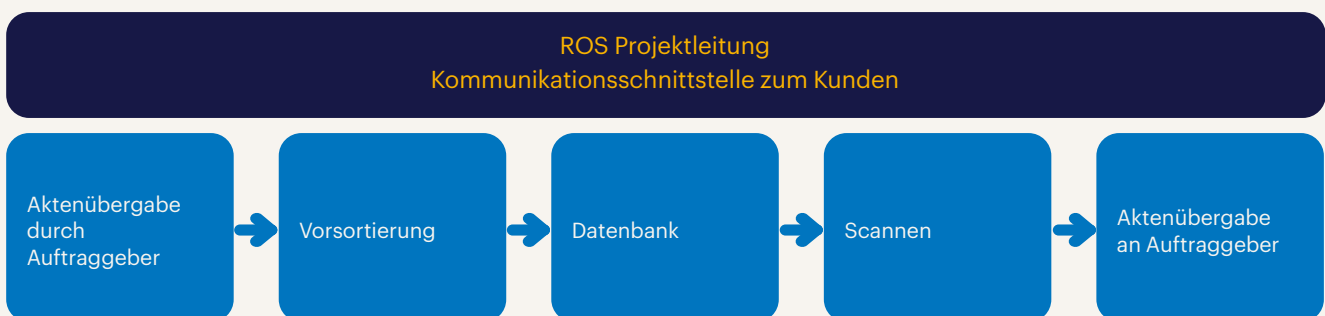 ROS Projektleitung
Kommunikationsschnittstelle zum Kunden
Aktenübergabe
durch
Auftraggeber
Vorsortierung
Datenbank
Scannen
Aktenübergabe
an Auftraggeber